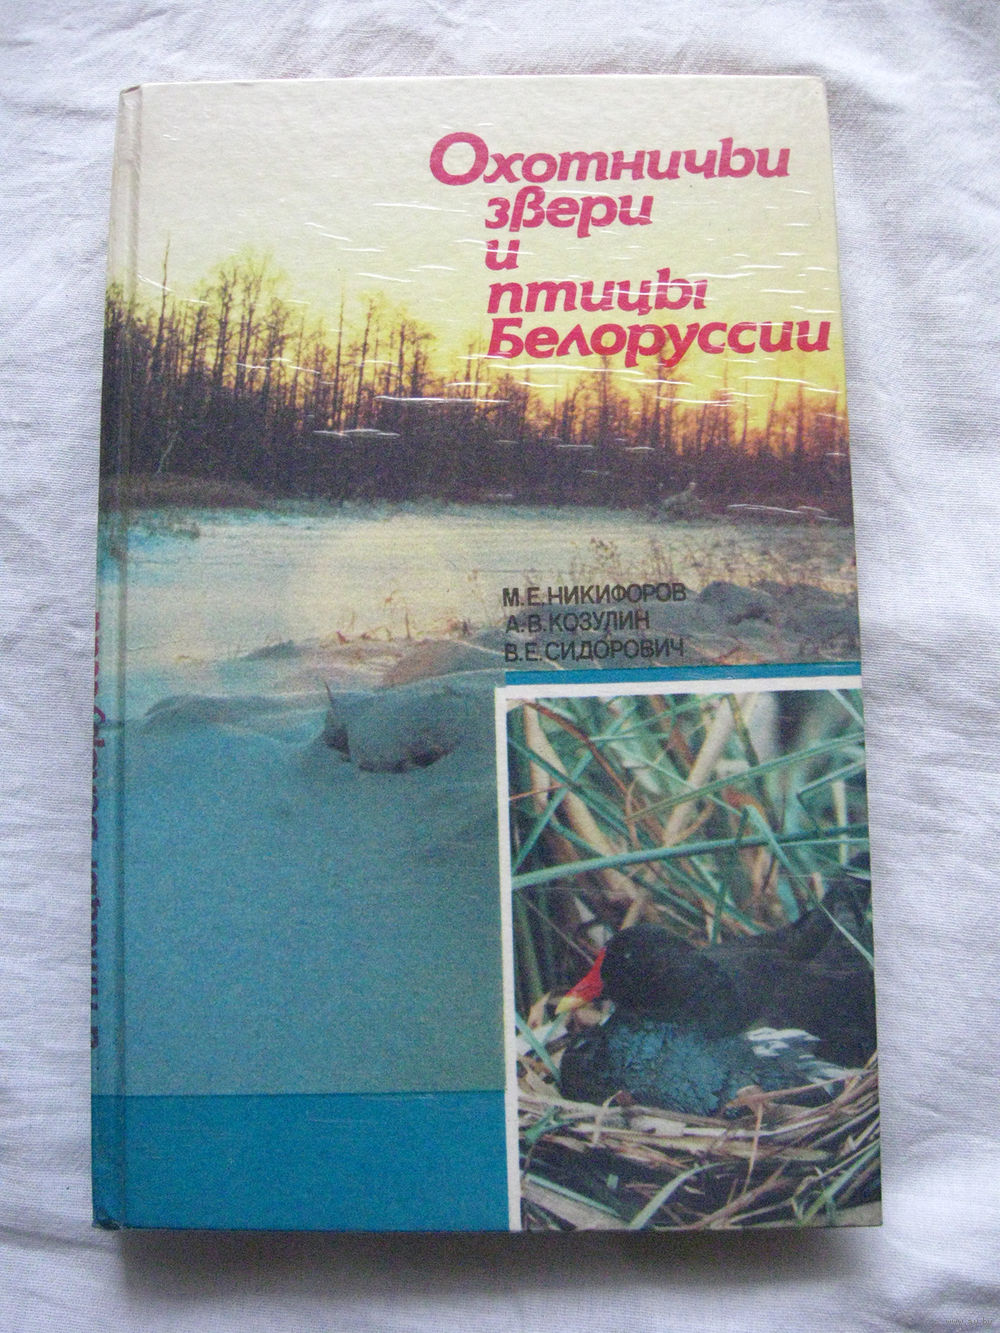 Охотничьи
звери
и
птицы
Белоруссии
М.Е.НИКИФОРОВ
А.В.КОЗУЛИН
В.Е.СИДОРОВИЧ